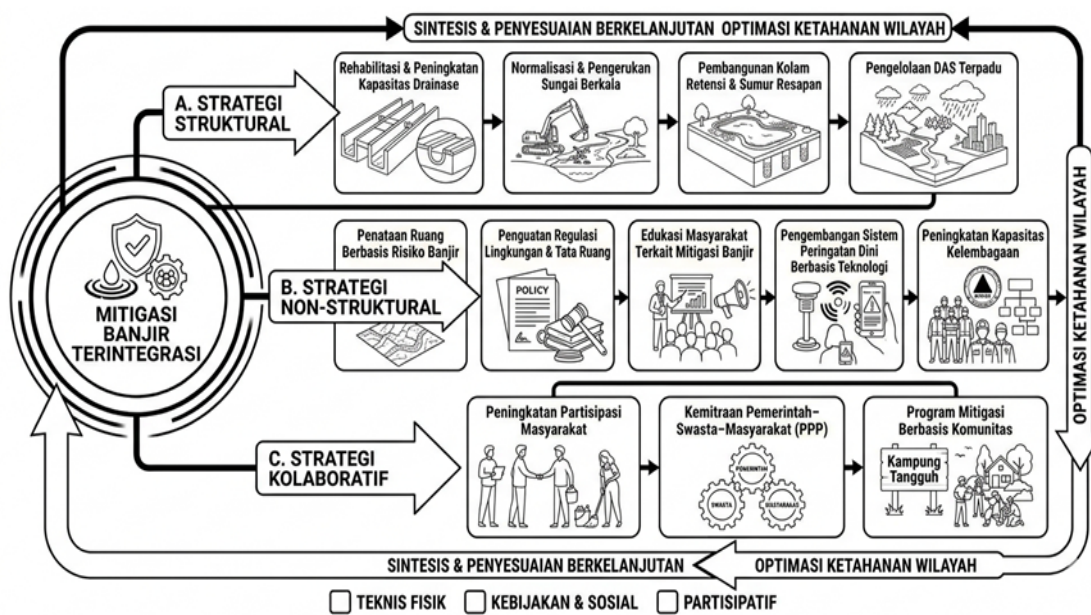 SINTESIS & PENYESUAIAN BERKELANJUTAN OPTIMASI KETAHANAN WILAYAH
A. STRATEGI
STRUKTURAL
Rehabilitasi & Peningkatan
Kapasitas Drainase
Normalisasi & Pengerukan
Sungai Berkala
Pembangunan Kolam
Retensi & Sumur Resapan
Pengelolaan DAS Terpadu
OPTIMASI KETAHANAN WILAYAH
MITIGASI
BANJIR
TERINTEGRASI
B. STRATEGI
NON-STRUKTURAL
Penataan Ruang
Berbasis Risiko Banjir
Penguatan Regulasi
Lingkungan & Tata Ruang
POLICY
Edukasi Masyarakat
Terkait Mitigasi Banjir
Pengembangan Sistem
Peringatan Dini
Berbasis Teknologi
Peningkatan Kapasitas
Kelembagaan
C. STRATEGI
KOLABORATIF
Peningkatan Partisipasi
Masyarakat
Kemitraan Pemerintah–
Swasta–Masyarakat (PPP)
SWASTA
Program Mitigasi
Berbasis Komunitas
Kampung
Tangguh
SINTESIS & PENYESUAIAN BERKELANJUTAN
OPTIMASI KETAHANAN WILAYAH
TEKNIS FISIK
KEBIJAKAN & SOSIAL
PARTISIPATIF